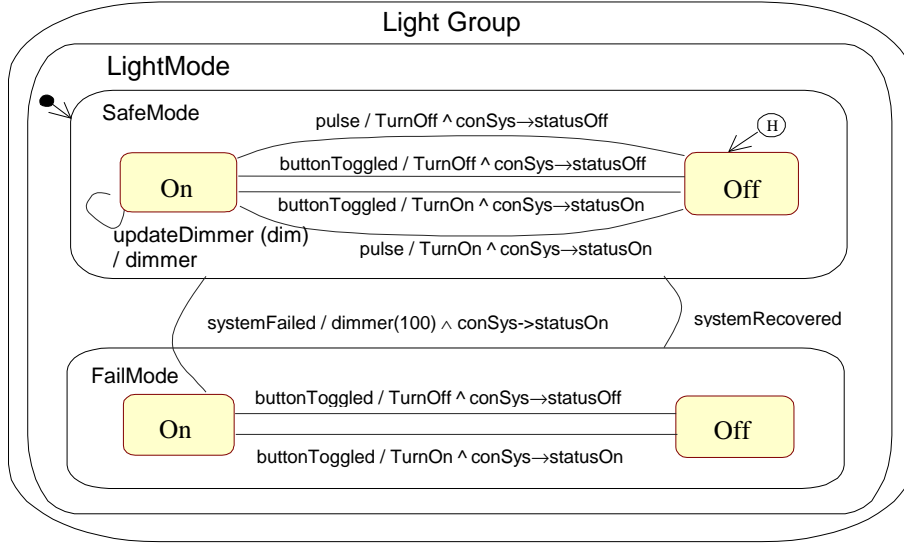 Light Group
LightMode
SafeMode
pulse / TurnOff ^ conSys→statusOff
H
buttonToggled / TurnOff ^ conSys→statusOff
On
Off
buttonToggled / TurnOn ^ conSys→statusOn
updateDimmer (dim)
/ dimmer
pulse / TurnOn ^ conSys→statusOn
systemFailed / dimmer(100) ∧ conSys->statusOn
systemRecovered
FailMode
buttonToggled / TurnOff ^ conSys→statusOff
On
Off
buttonToggled / TurnOn ^ conSys→statusOn